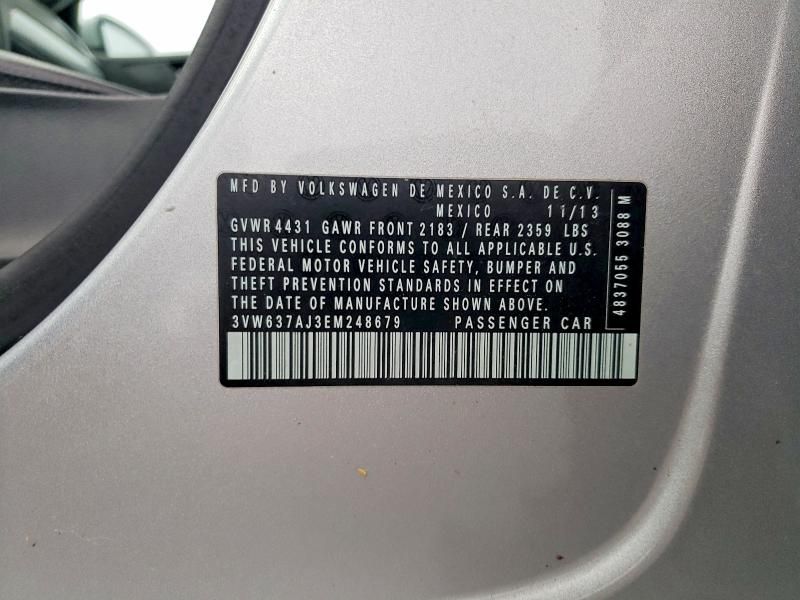 MFD BY VOLKSWAGEN DE MEXICO S.A. DE C.V.
MEXICO 11/13
GVWR 4431 GAWR FRONT 2183 / REAR 2359 LBS
THIS VEHICLE CONFORMS TO ALL APPLICABLE U.S.
FEDERAL MOTOR VEHICLE SAFETY, BUMPER AND
THEFT PREVENTION STANDARDS IN EFFECT ON
THE DATE OF MANUFACTURE SHOWN ABOVE.
3VW637AJ3EM248679 PASSENGER CAR
4837055 3088 M